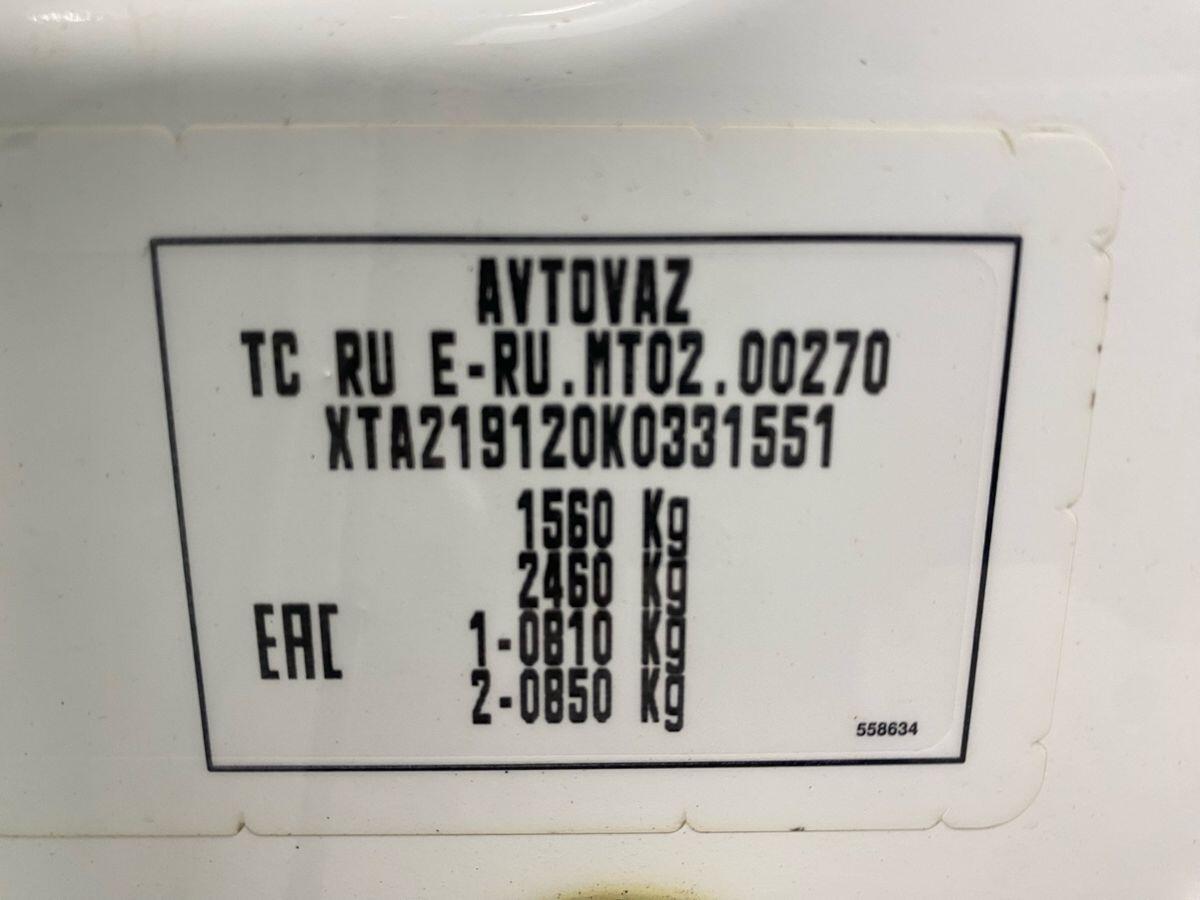 AVTOVAZ
TC RU E-RU.MT02.00270
XTA219120K0331551
1560 Kg
2460 Kg
1-0810 Kg
2-0850 Kg
EAC
558634